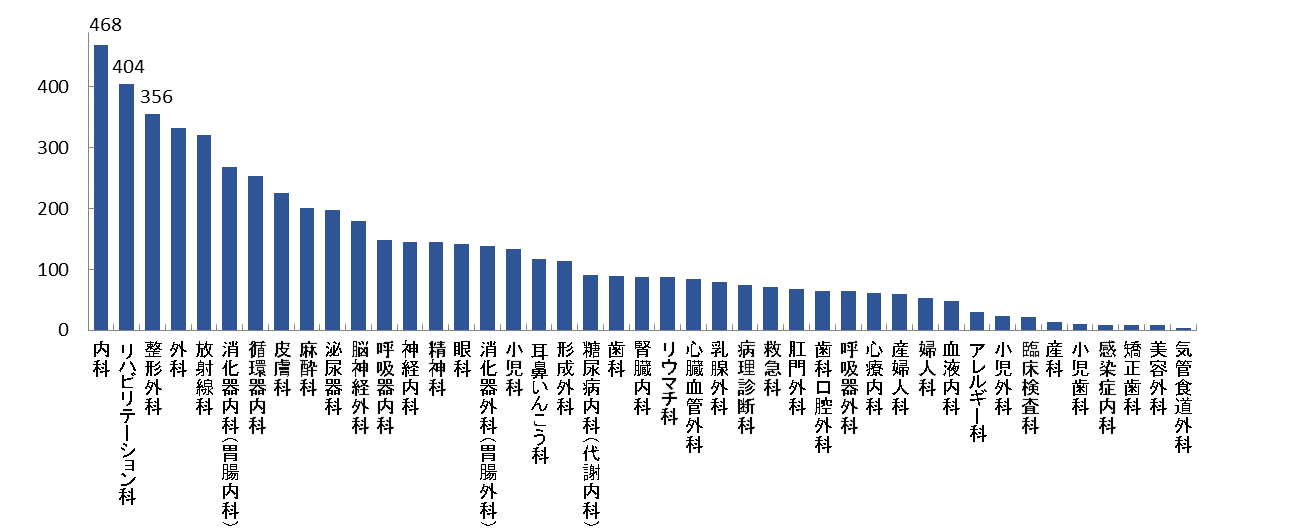 468
404
356
400
300
200
100
0
内科
リハビリテーション科
整形外科
外科
放射線科
消化器内科(胃腸内科)
循環器内科
皮膚科
麻酔科
泌尿器科
脳神経外科
呼吸器内科
神経内科
精神科
眼科
消化器外科(胃腸外科)
小児科
耳鼻いんこう科
形成外科
糖尿病内科(代謝内科)
歯科
腎臓内科
リウマチ科
心臓血管外科
乳腺外科
病理診断科
救急科
肛門外科
歯科口腔外科
呼吸器外科
心療内科
産婦人科
婦人科
血液内科
アレルギー科
小児外科
臨床検査科
産科
小児歯科
感染症内科
矯正歯科
美容外科
気管食道外科